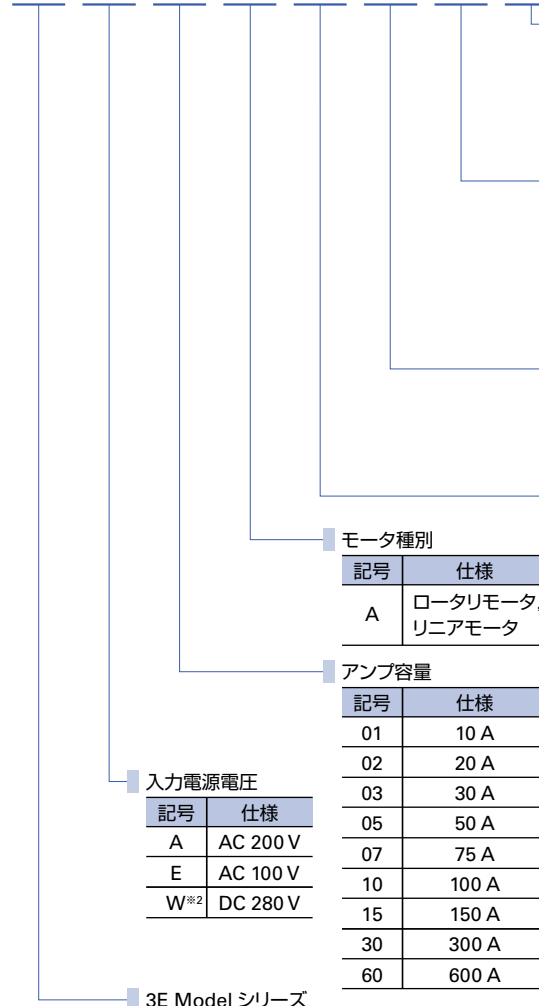 モータ種別
記号 仕様
A ロータリモータ,
リニアモータ
アンプ容量
記号 仕様
01 10 A
02 20 A
03 30 A
05 50 A
07 75 A
10 100 A
15 150 A
30 300 A
60 600 A
入力電源電圧
記号 仕様
A AC 200 V
E AC 100 V
W※2 DC 280 V
3E Model シリーズ